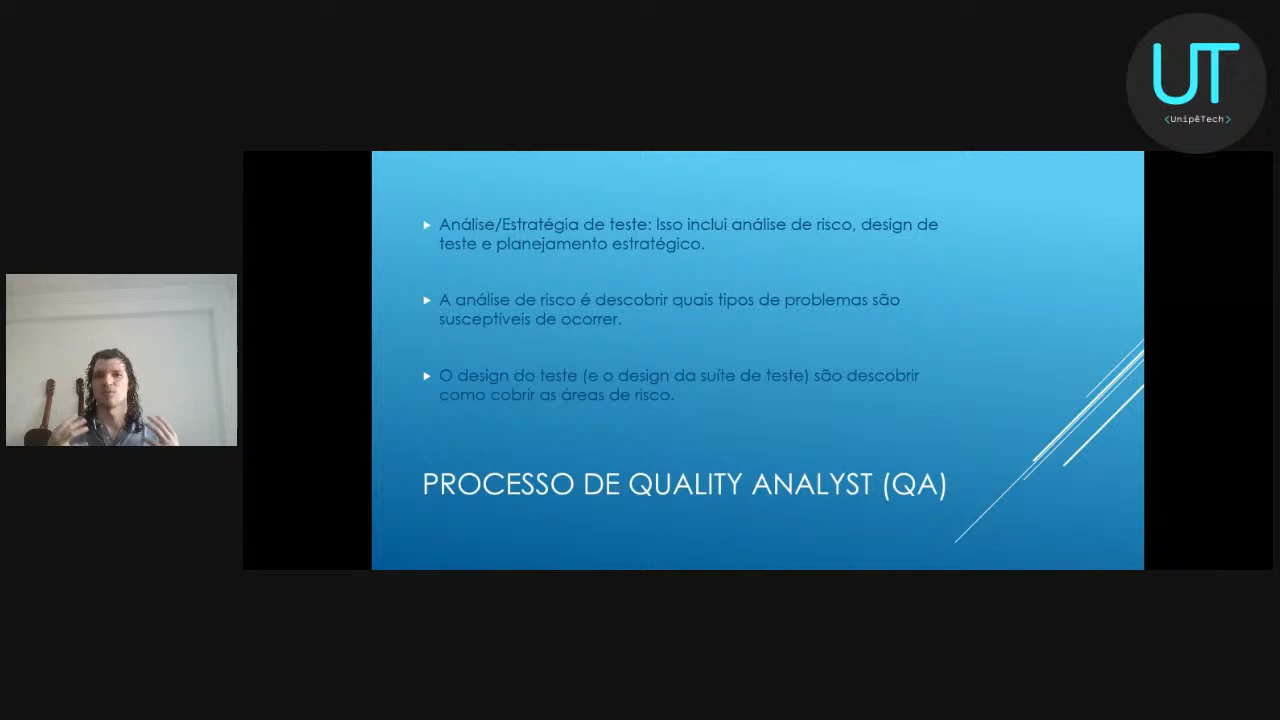 UT
<UnipêTech>
Análise/Estratégia de teste: Isso inclui análise de risco, design de
teste e planejamento estratégico.
A análise de risco é descobrir quais tipos de problemas são
susceptíveis de ocorrer.
O design do teste (e o design da suíte de teste) são descobrir
como cobrir as áreas de risco.
PROCESSO DE QUALITY ANALYST (QA)